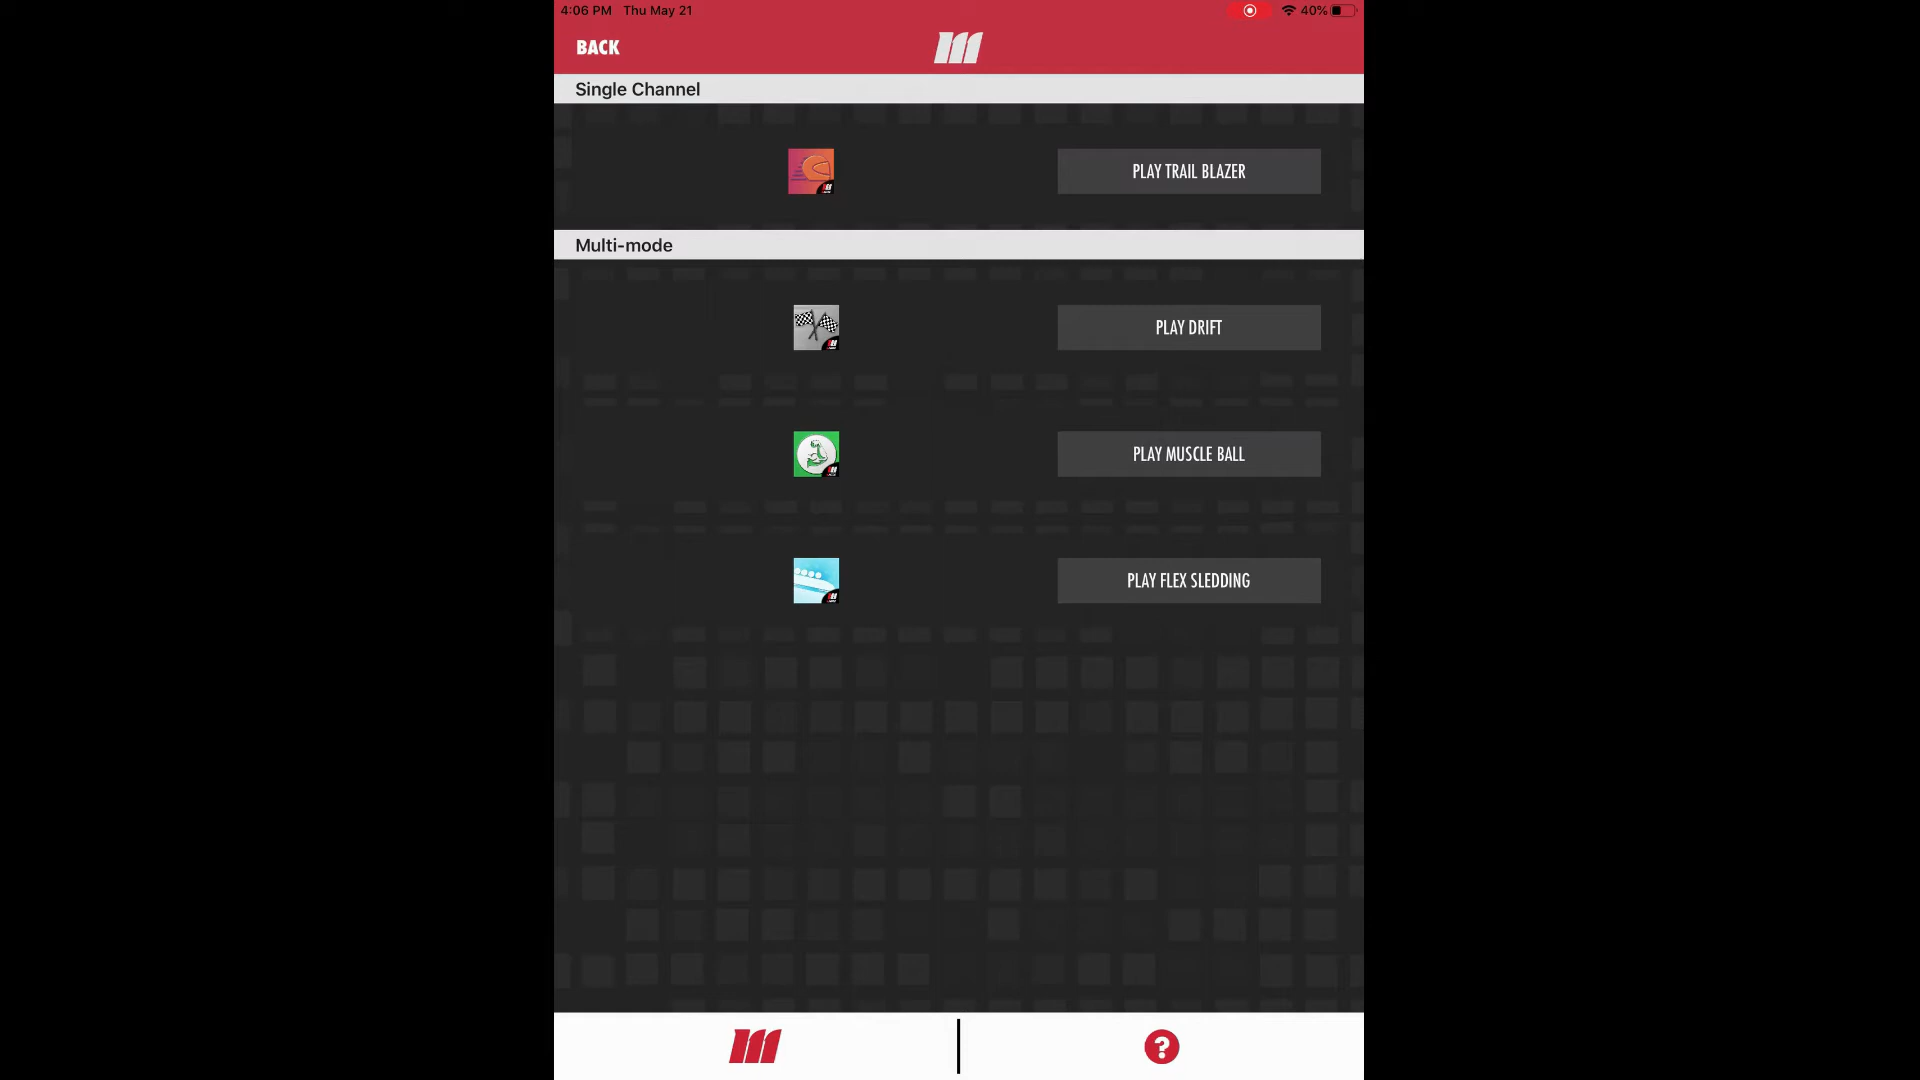 4:06 PM Thu May 21
40%
BACK
Single Channel
PLAY TRAIL BLAZER
Multi-mode
PLAY DRIFT
PLAY MUSCLE BALL
PLAY FLEX SLEDDING
?